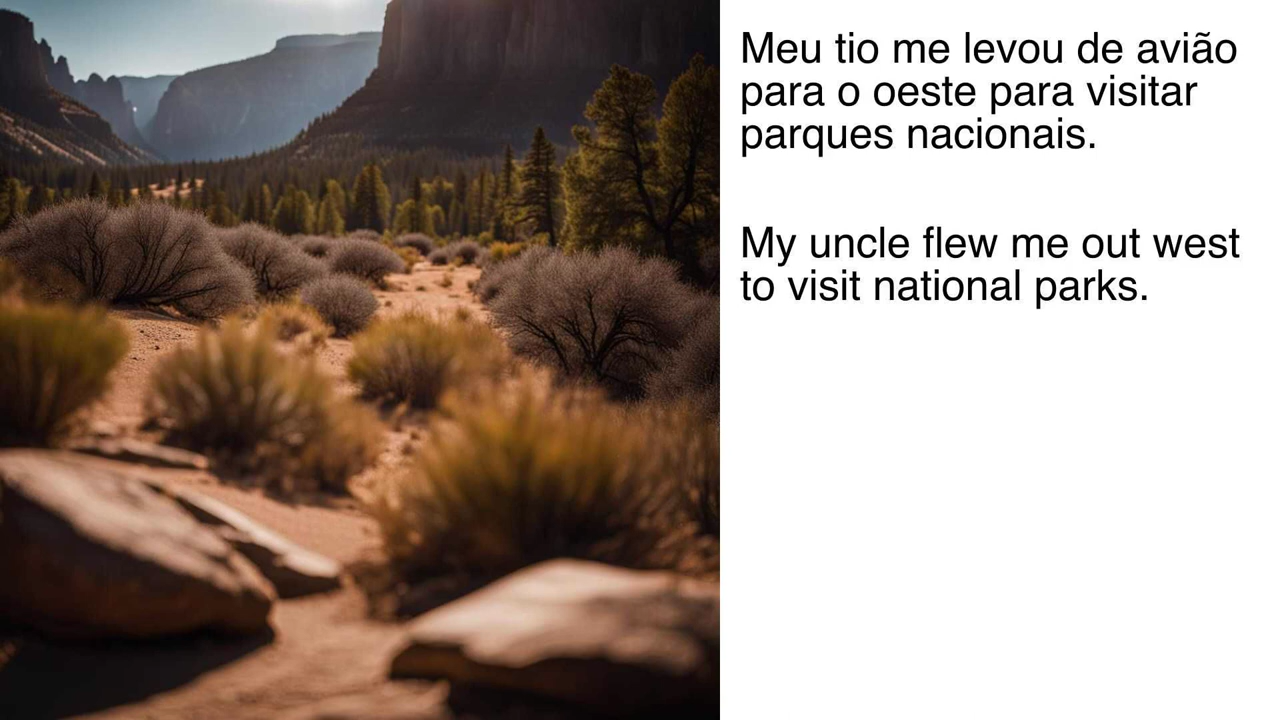 Meu tio me levou de avião
para o oeste para visitar
parques nacionais.
My uncle flew me out west
to visit national parks.